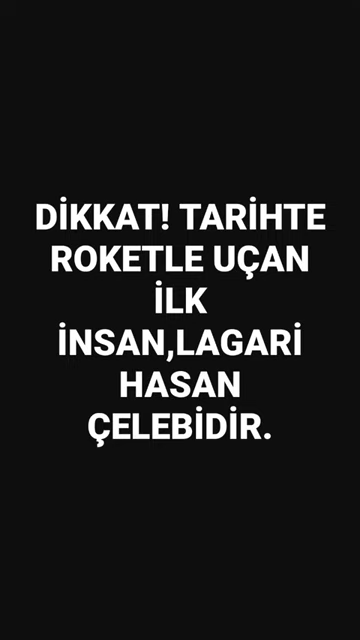 DİKKAT! TARİHTE
ROKETLE UÇAN
İLK
İNSAN,LAGARİ
HASAN
ÇELEBİDİR.